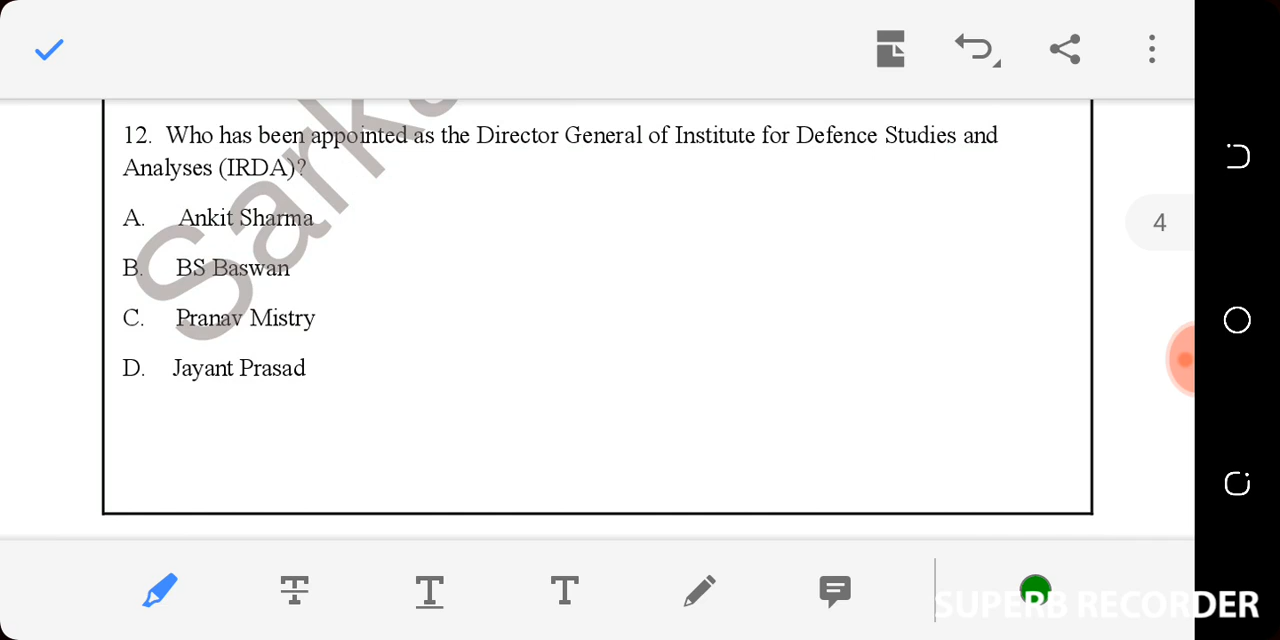 12. Who has been appointed as the Director General of Institute for Defence Studies and
Analyses (IRDA)?
A. Ankit Sharma
B. BS Baswan
C. Pranav Mistry
D. Jayant Prasad
4
SUPERB RECORDER